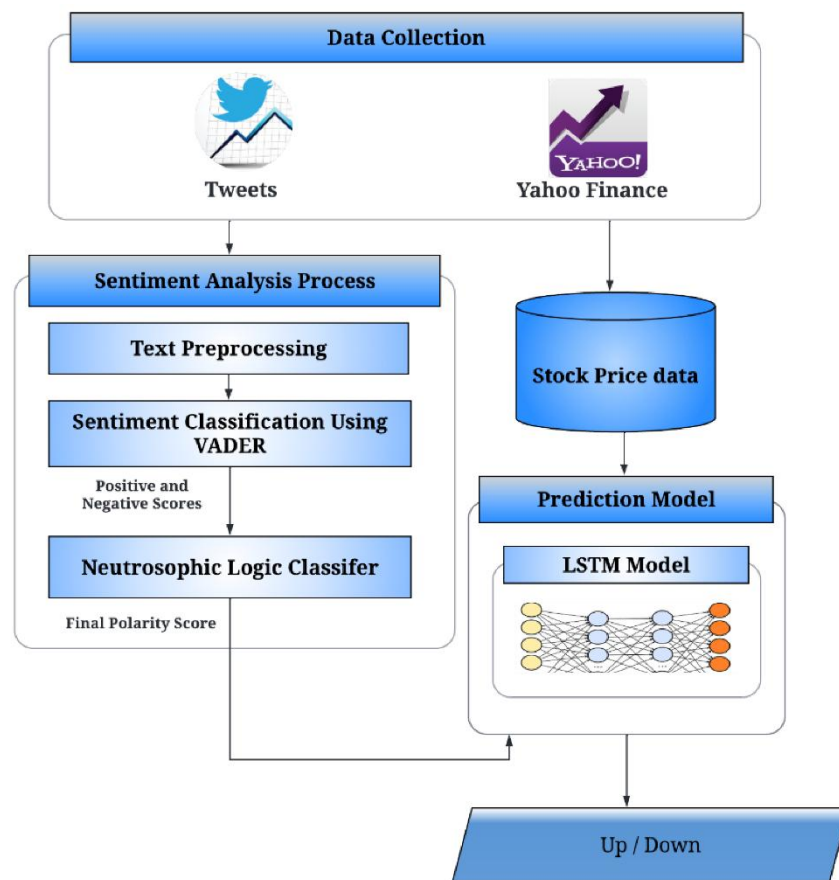 Data Collection
YAHOO!
Tweets
Yahoo Finance
Sentiment Analysis Process
Text Preprocessing
Sentiment Classification Using
VADER
Positive and
Negative Scores
Neutrosophic Logic Classifer
Final Polarity Score
Stock Price data
Prediction Model
LSTM Model
...
...
Up / Down